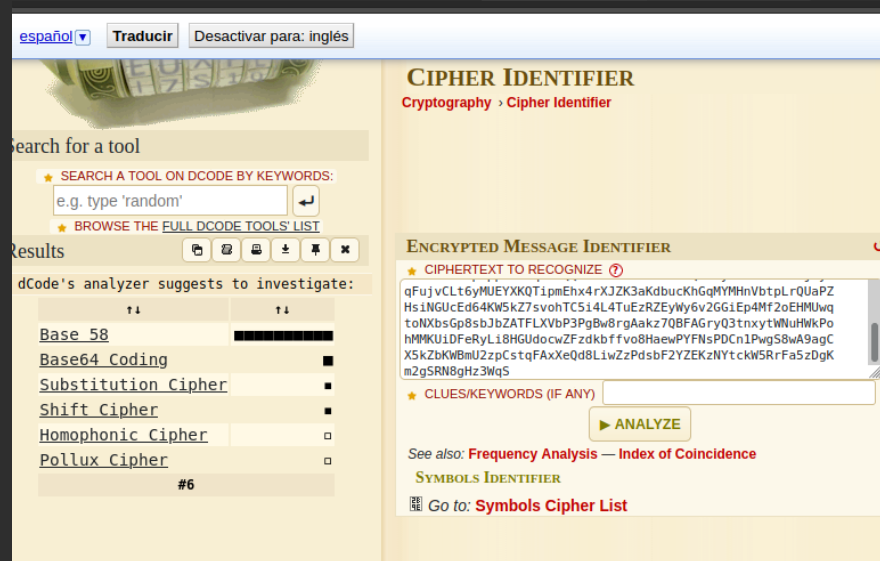 español Traducir Desactivar para: inglés
Search for a tool
SEARCH A TOOL ON DCODE BY KEYWORDS:
e.g. type 'random'
BROWSE THE FULL DCODE TOOLS' LIST
Results
dCode's analyzer suggests to investigate:
↑↓ ↑↓
Base 58 ■■■■■■■■■■
Base64 Coding ■
Substitution Cipher ▪
Shift Cipher ▪
Homophonic Cipher ▫
Pollux Cipher ▫
#6
CIPHER IDENTIFIER
Cryptography › Cipher Identifier
ENCRYPTED MESSAGE IDENTIFIER
CIPHERTEXT TO RECOGNIZE ?
qFujvCLt6yMUEYXKQTipmEhx4rXJZK3aKdbucKhGqMYMHnVbtpLrQUaPZ
HsiNGUcEd64KW5kZ7svohTC5i4L4TuEzRZEyWy6v2GGiEp4Mf2oEHMUwq
toNXbsGp8sbJbZATFLXVbP3PgBw8rgAakz7QBFAGryQ3tnxytWNuHWkPo
hMMKUiDFeRyLi8HGUdocwZFzdkbffvo8HaewPYFNsPDCn1PwgS8wA9agC
X5kZbKWBmU2zpCstqFAxXeQd8LiwZzPdsbF2YZEKzNYtckW5RrFa5zDgK
m2gSRN8gHz3WqS
CLUES/KEYWORDS (IF ANY)
► ANALYZE
See also: Frequency Analysis — Index of Coincidence
SYMBOLS IDENTIFIER
Go to: Symbols Cipher List